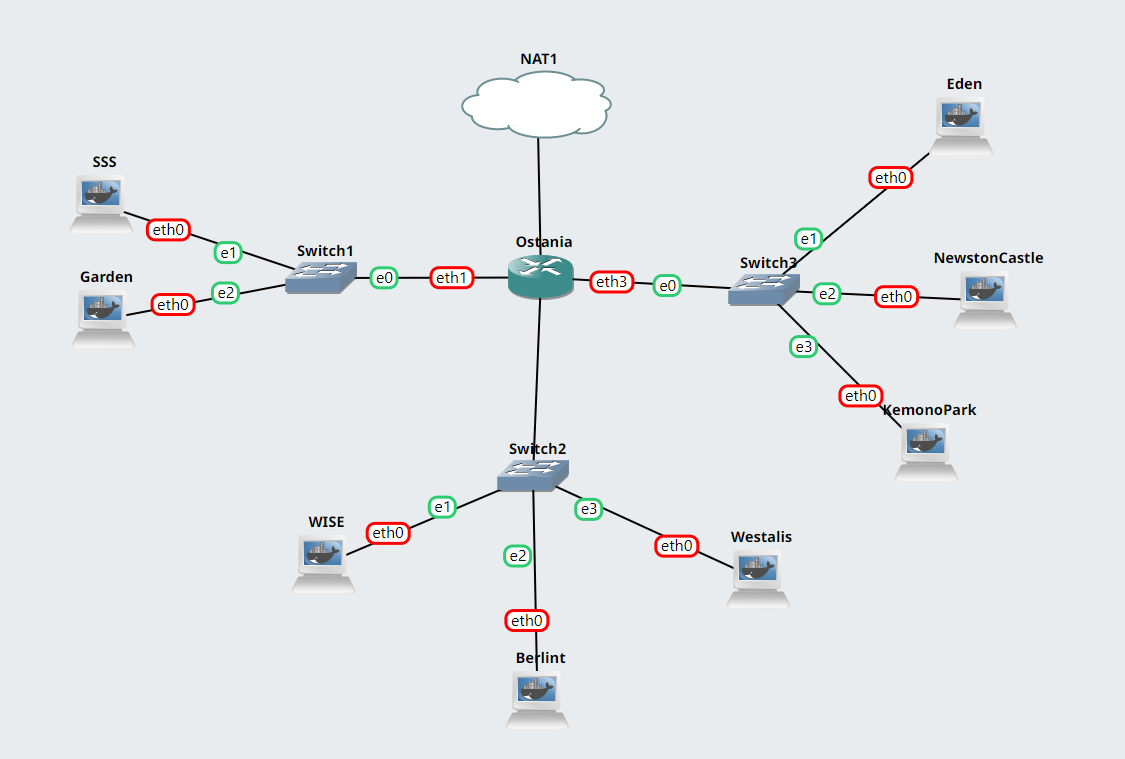 NAT1
Eden
SSS
eth0
eth0
e1
e1
Switch1
Ostania
Switch3
NewstonCastle
Garden
eth0
e2
e0
eth1
eth3
e0
e2
eth0
e3
eth0
KemonoPark
Switch2
WISE
eth0
e1
e3
eth0
Westalis
e2
eth0
Berlint